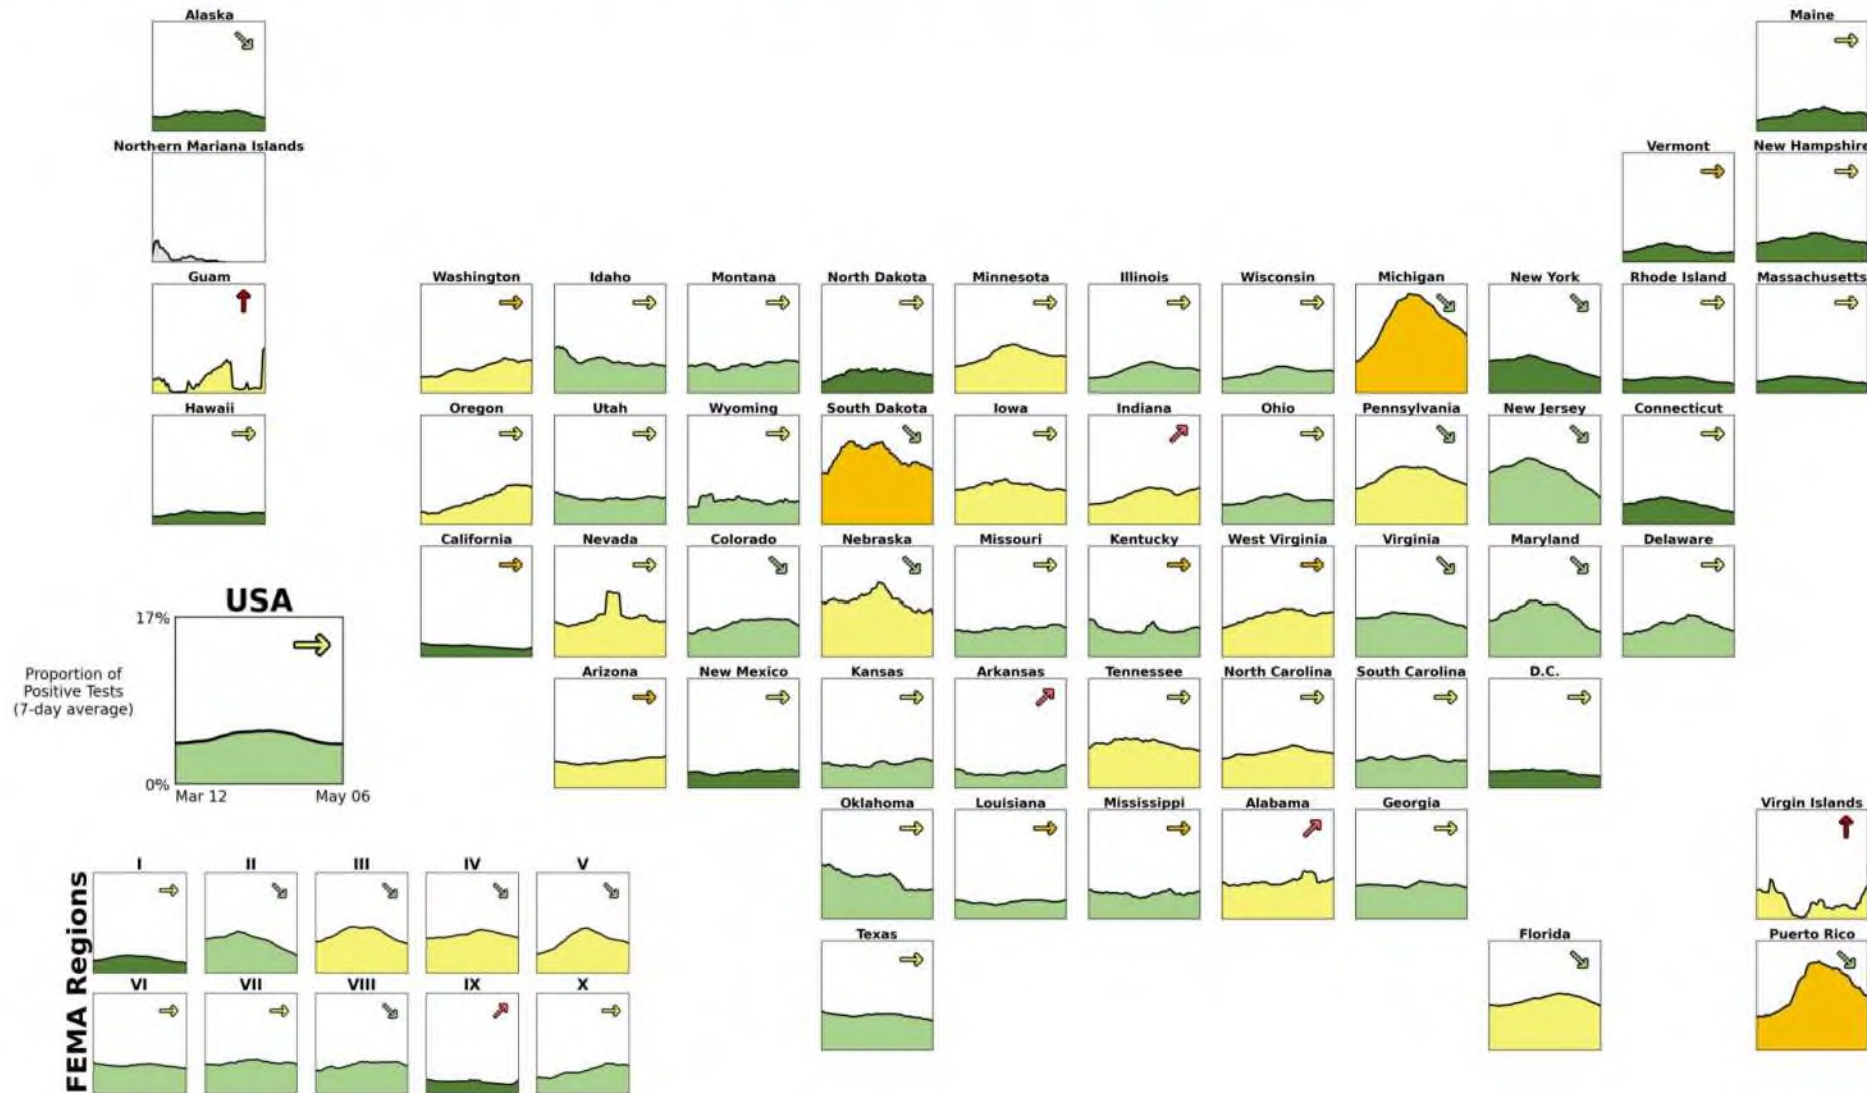 Alaska
Maine
Northern Mariana Islands
Vermont
New Hampshire
Guam
Washington
Idaho
Montana
North Dakota
Minnesota
Illinois
Wisconsin
Michigan
New York
Rhode Island
Massachusetts
Hawaii
Oregon
Utah
Wyoming
South Dakota
Iowa
Indiana
Ohio
Pennsylvania
New Jersey
Connecticut
California
Nevada
Colorado
Nebraska
Missouri
Kentucky
West Virginia
Virginia
Maryland
Delaware
USA
17%
Proportion of
Positive Tests
(7-day average)
0%
Mar 12
May 06
Arizona
New Mexico
Kansas
Arkansas
Tennessee
North Carolina
South Carolina
D.C.
Oklahoma
Louisiana
Mississippi
Alabama
Georgia
Virgin Islands
Texas
Florida
Puerto Rico
FEMA Regions
I
II
III
IV
V
VI
VII
VIII
IX
X